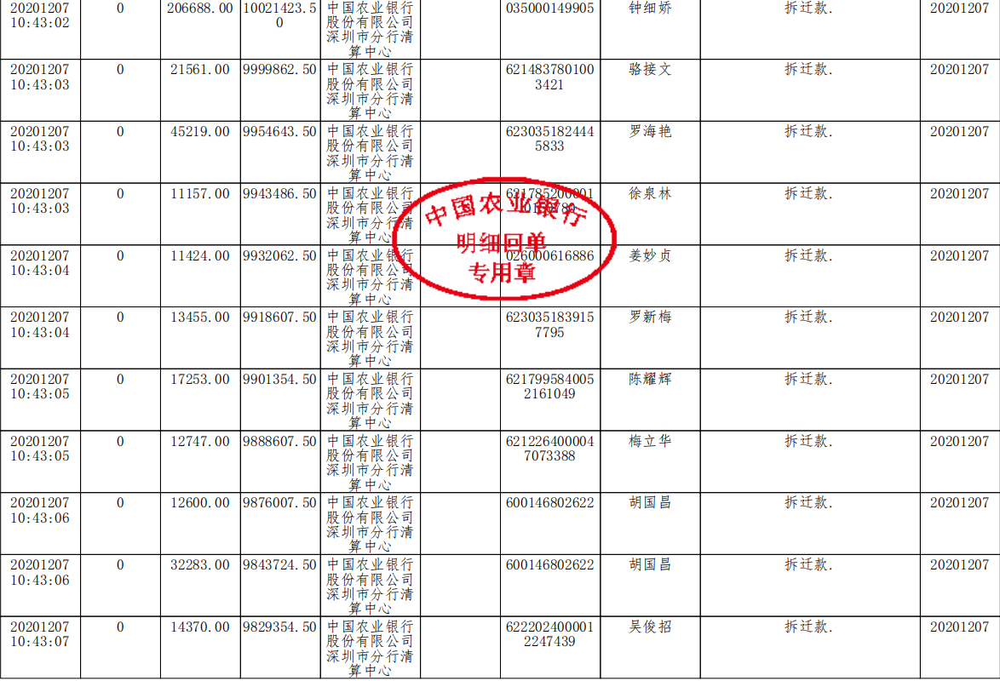 20201207 0 206688.00 10021423.5 中国农业银行 035000149905 钟细娇 拆迁款. 20201207
10:43:02 0 股份有限公司
深圳市分行清
算中心
20201207 0 21561.00 9999862.50 中国农业银行 621483780100 骆接文 拆迁款. 20201207
10:43:03 股份有限公司 3421
深圳市分行清
算中心
20201207 0 45219.00 9954643.50 中国农业银行 623035182444 罗海艳 拆迁款. 20201207
10:43:03 股份有限公司 5833
深圳市分行清
算中心
20201207 0 11157.00 9943486.50 中国农业银行 徐泉林 拆迁款. 20201207
10:43:03 股份有限公司
深圳市分行清
算中心
中国农业银行
明细回单
专用章
20201207 0 11424.00 9932062.50 中国农业银行 026000616886 姜妙贞 拆迁款. 20201207
10:43:04 股份有限公司
深圳市分行清
算中心
20201207 0 13455.00 9918607.50 中国农业银行 623035183915 罗新梅 拆迁款. 20201207
10:43:04 股份有限公司 7795
深圳市分行清
算中心
20201207 0 17253.00 9901354.50 中国农业银行 621799584005 陈耀辉 拆迁款. 20201207
10:43:05 股份有限公司 2161049
深圳市分行清
算中心
20201207 0 12747.00 9888607.50 中国农业银行 621226400004 梅立华 拆迁款. 20201207
10:43:05 股份有限公司 7073388
深圳市分行清
算中心
20201207 0 12600.00 9876007.50 中国农业银行 600146802622 胡国昌 拆迁款. 20201207
10:43:06 股份有限公司
深圳市分行清
算中心
20201207 0 32283.00 9843724.50 中国农业银行 600146802622 胡国昌 拆迁款. 20201207
10:43:06 股份有限公司
深圳市分行清
算中心
20201207 0 14370.00 9829354.50 中国农业银行 622202400001 吴俊招 拆迁款. 20201207
10:43:07 股份有限公司 2247439
深圳市分行清
算中心